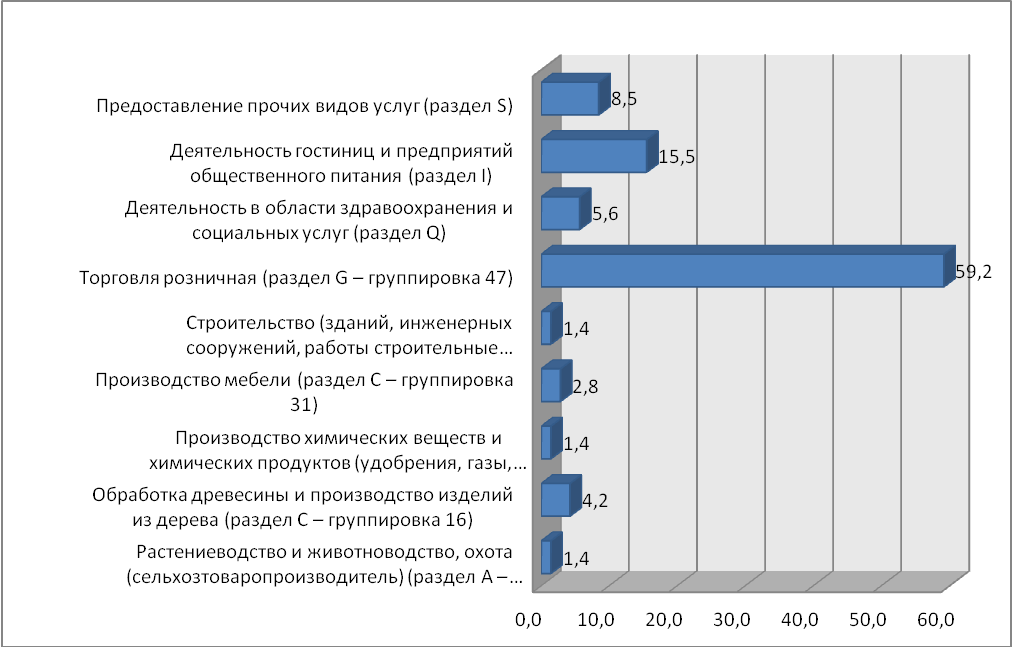 Предоставление прочих видов услуг (раздел S)
8,5
Деятельность гостиниц и предприятий
общественного питания (раздел I)
15,5
Деятельность в области здравоохранения и
социальных услуг (раздел Q)
5,6
Торговля розничная (раздел G – группировка 47)
59,2
Строительство (зданий, инженерных
сооружений, работы строительные...
1,4
Производство мебели (раздел С – группировка
31)
2,8
Производство химических веществ и
химических продуктов (удобрения, газы,...
1,4
Обработка древесины и производство изделий
из дерева (раздел С – группировка 16)
4,2
Растениеводство и животноводство, охота
(сельхозтоваропроизводитель) (раздел А –...
1,4
0,0 10,0 20,0 30,0 40,0 50,0 60,0